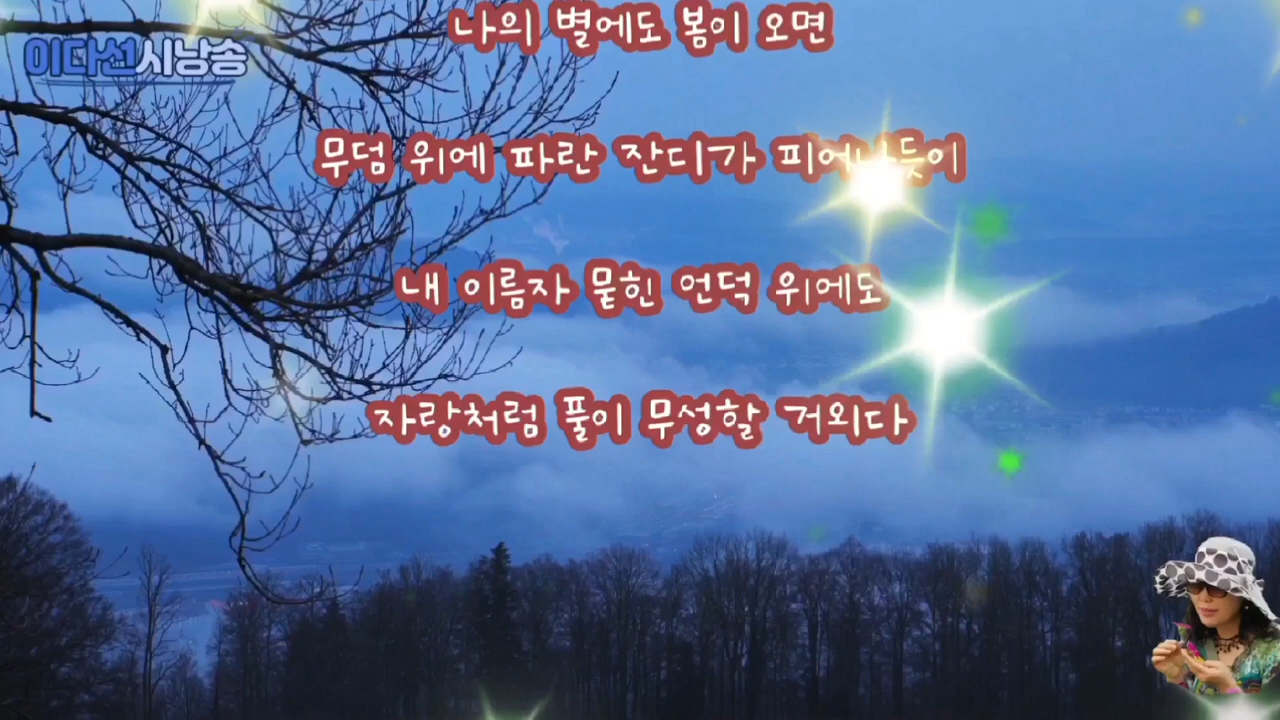 나의 별에도 봄이 오면
이다선시낭송
무덤 위에 파란 잔디가 피어나듯이
내 이름자 묻힌 언덕 위에도
자랑처럼 풀이 무성할 거외다